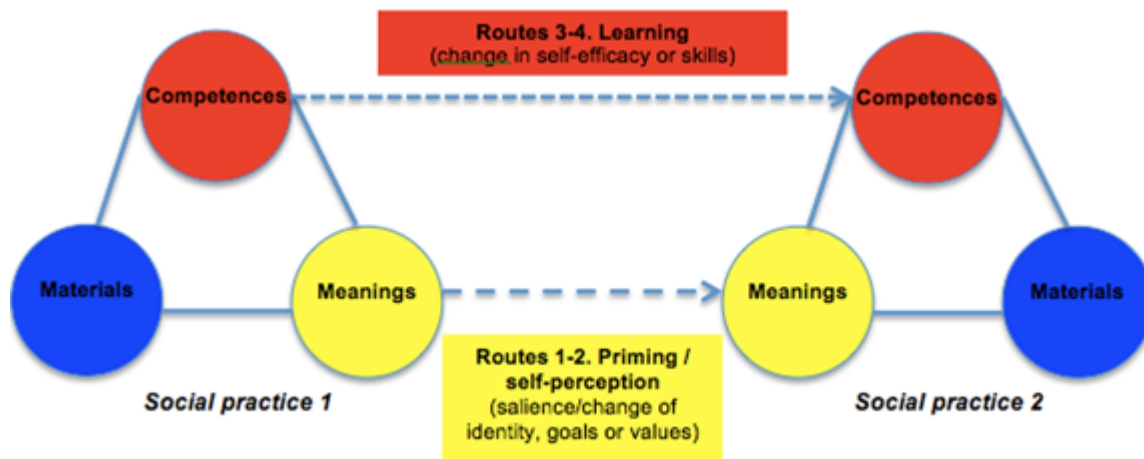 Routes 3-4. Learning
(change in self-efficacy or skills)
Competences
Competences
Materials
Meanings
Meanings
Materials
Routes 1-2. Priming /
self-perception
(salience/change of
identity, goals or values)
Social practice 1
Social practice 2